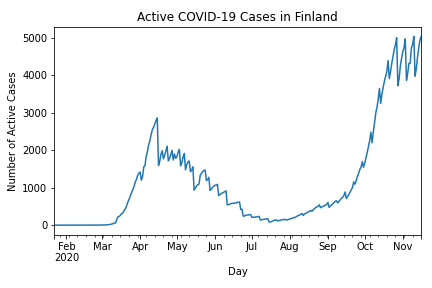 Active COVID-19 Cases in Finland
Number of Active Cases
5000
4000
3000
2000
1000
0
Feb Mar Apr May Jun Jul Aug Sep Oct Nov
2020
Day